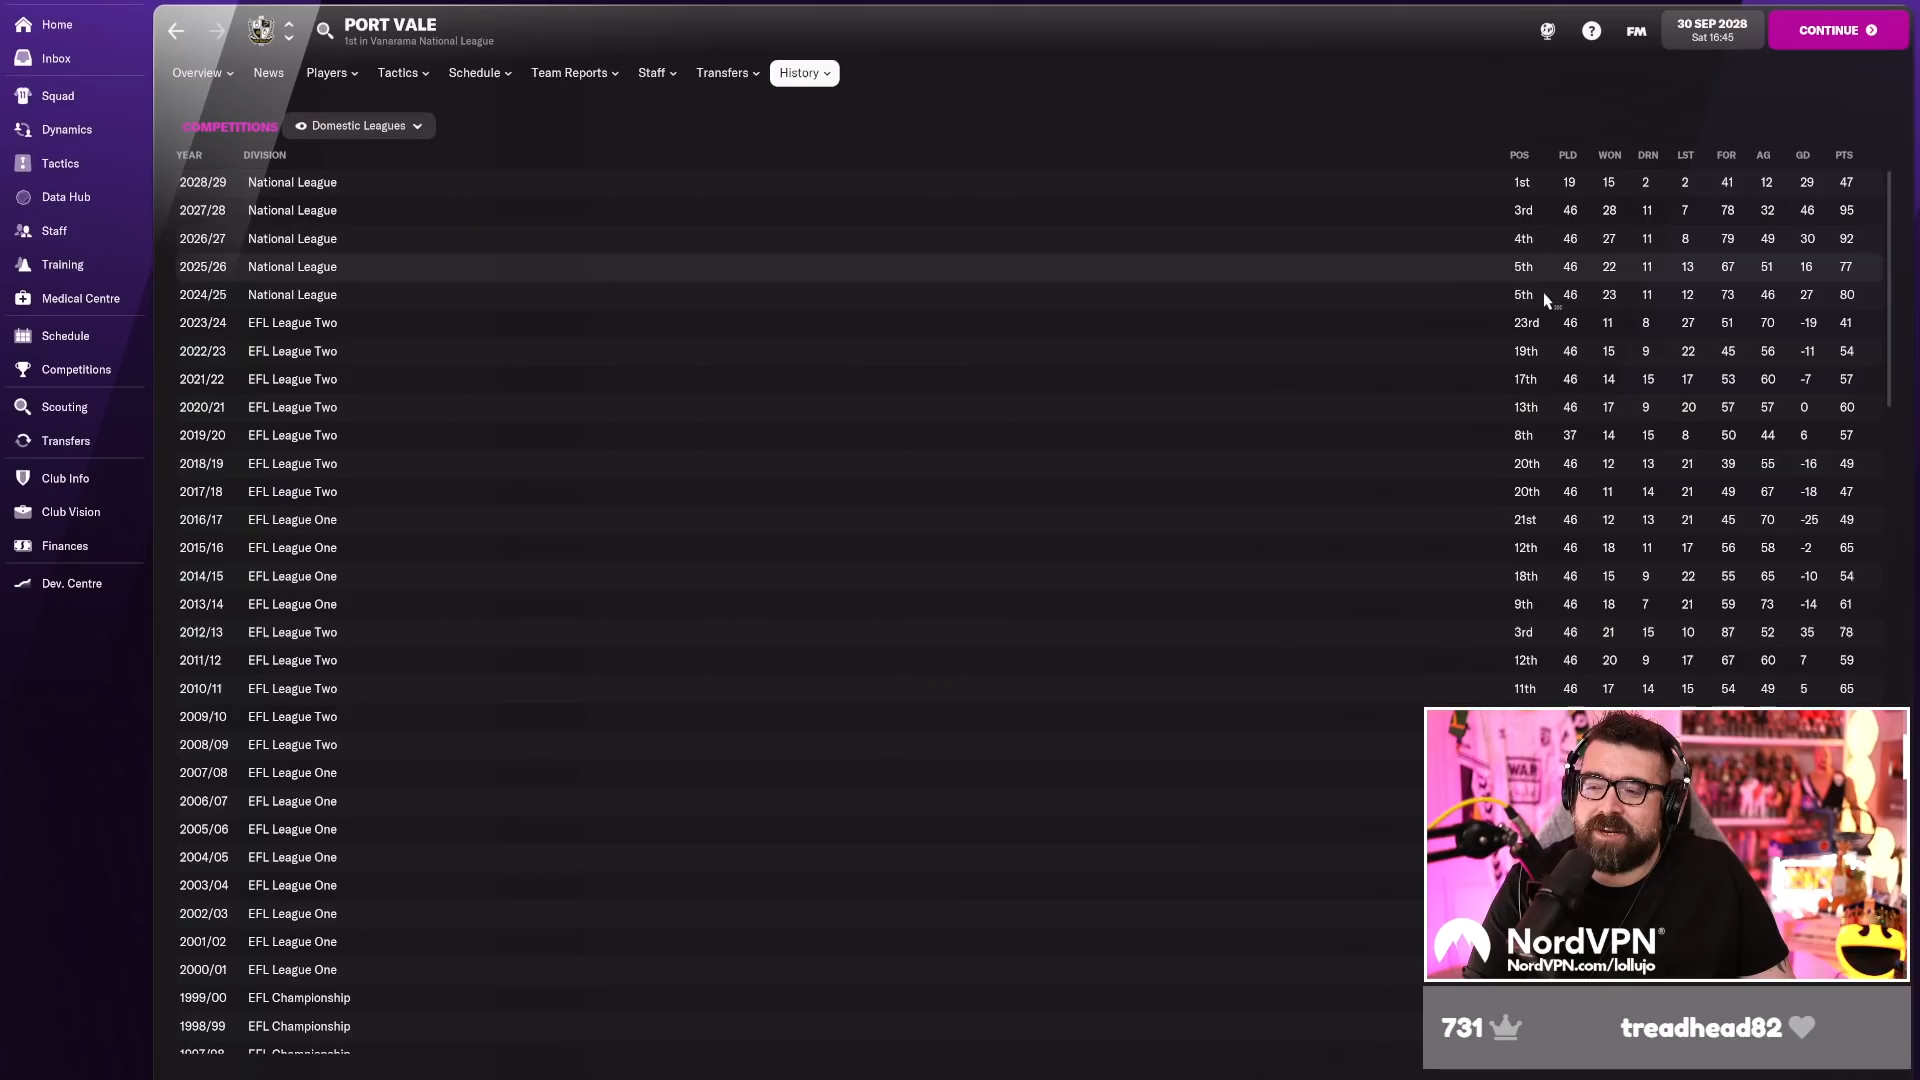 Home
Inbox
Squad
Dynamics
Tactics
Data Hub
Staff
Training
Medical Centre
Schedule
Competitions
Scouting
Transfers
Club Info
Club Vision
Finances
Dev. Centre
PORT VALE
1st in Vanarama National League
? FM 30 SEP 2028 CONTINUE
Sat 16:45
Overview News Players Tactics Schedule Team Reports Staff Transfers History
COMPETITIONS Domestic Leagues
YEAR DIVISION POS PLD WON DRN LST FOR AG GD PTS
2028/29 National League 1st 19 15 2 2 41 12 29 47
2027/28 National League 3rd 46 28 11 7 78 32 46 95
2026/27 National League 4th 46 27 11 8 79 49 30 92
2025/26 National League 5th 46 22 11 13 67 51 16 77
2024/25 National League 5th 46 23 11 12 73 46 27 80
2023/24 EFL League Two 23rd 46 11 8 27 51 70 -19 41
2022/23 EFL League Two 19th 46 15 9 22 45 56 -11 54
2021/22 EFL League Two 17th 46 14 15 17 53 60 -7 57
2020/21 EFL League Two 13th 46 17 9 20 57 57 0 60
2019/20 EFL League Two 8th 37 14 15 8 50 44 6 57
2018/19 EFL League Two 20th 46 12 13 21 39 55 -16 49
2017/18 EFL League Two 20th 46 11 14 21 49 67 -18 47
2016/17 EFL League One 21st 46 12 13 21 45 70 -25 49
2015/16 EFL League One 12th 46 18 11 17 56 58 -2 65
2014/15 EFL League One 18th 46 15 9 22 55 65 -10 54
2013/14 EFL League One 9th 46 18 7 21 59 73 -14 61
2012/13 EFL League Two 3rd 46 21 15 10 87 52 35 78
2011/12 EFL League Two 12th 46 20 9 17 67 60 7 59
2010/11 EFL League Two 11th 46 17 14 15 54 49 5 65
2009/10 EFL League Two
2008/09 EFL League Two
2007/08 EFL League One
2006/07 EFL League One
2005/06 EFL League One
2004/05 EFL League One
2003/04 EFL League One
2002/03 EFL League One
2001/02 EFL League One
2000/01 EFL League One
1999/00 EFL Championship
1998/99 EFL Championship
1997/98 EFL Championship
WAR
NordVPN®
NordVPN.com/lollujo
731 treadhead82